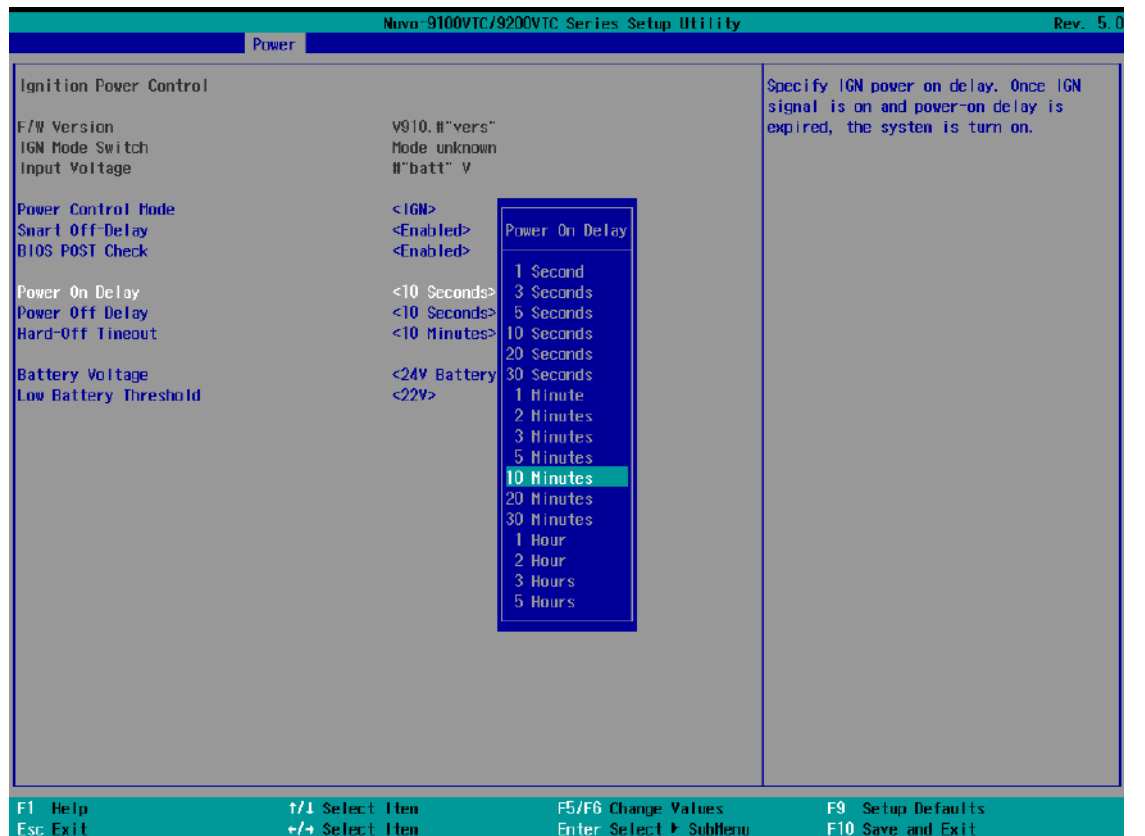 Nuvo-9100VTC/9200VTC Series Setup Utility Rev. 5.0
Power
Ignition Power Control
F/W Version V910.#"vers"
IGN Mode Switch Mode unknown
Input Voltage #"batt" V
Power Control Mode <IGN>
Smart Off-Delay <Enabled>
BIOS POST Check <Enabled>
Power On Delay <10 Seconds>
Power Off Delay <10 Seconds>
Hard-Off Timeout <10 Minutes>
Battery Voltage <24V Battery
Low Battery Threshold <22V>
Power On Delay
1 Second
3 Seconds
5 Seconds
10 Seconds
20 Seconds
30 Seconds
1 Minute
2 Minutes
3 Minutes
5 Minutes
10 Minutes
20 Minutes
30 Minutes
1 Hour
2 Hour
3 Hours
5 Hours
Specify IGN power on delay. Once IGN
signal is on and power-on delay is
expired, the system is turn on.
F1 Help ↑/↓ Select Item F5/F6 Change Values F9 Setup Defaults
Esc Exit ←/→ Select Item Enter Select ▶ SubMenu F10 Save and Exit